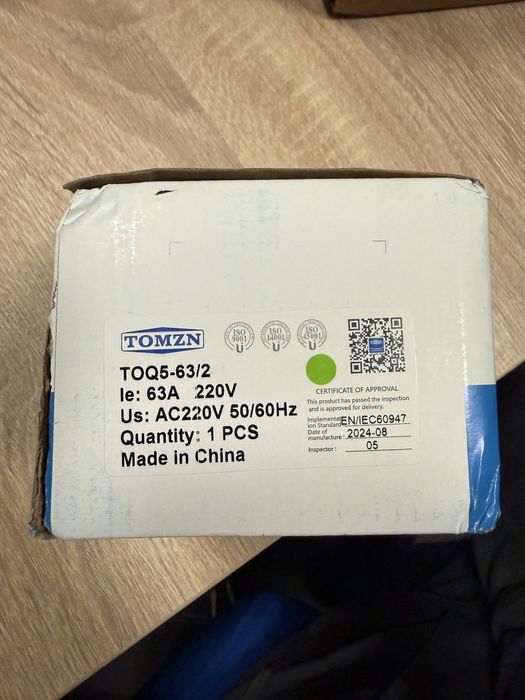 TOMZN
ISO
9001
ISO
14001
ISO
45001
TOQ5-63/2
Ie: 63A 220V
Us: AC220V 50/60Hz
Quantity: 1 PCS
Made in China
CERTIFICATE OF APPROVAL
This product has passed the inspection
and is approved for delivery.
Implementat
ion Standard EN/IEC60947
Date of
manufacture: 2024-08
Inspector: 05